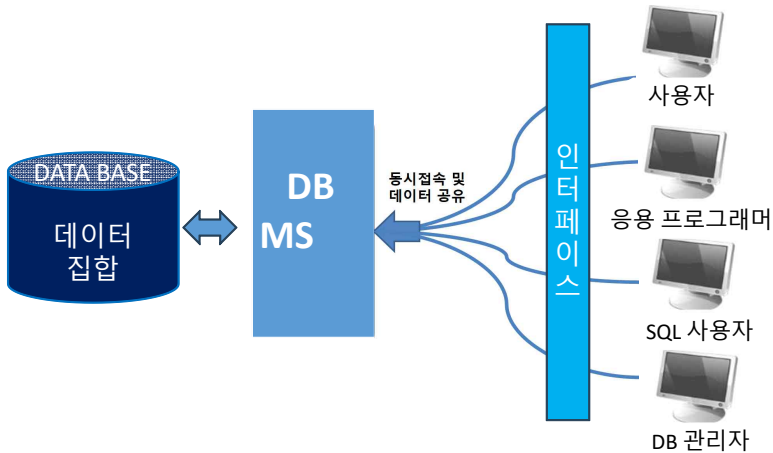 DATA BASE
데이터
집합
DB
MS
동시접속 및
데이터 공유
인터페이스
사용자
응용 프로그래머
SQL 사용자
DB 관리자